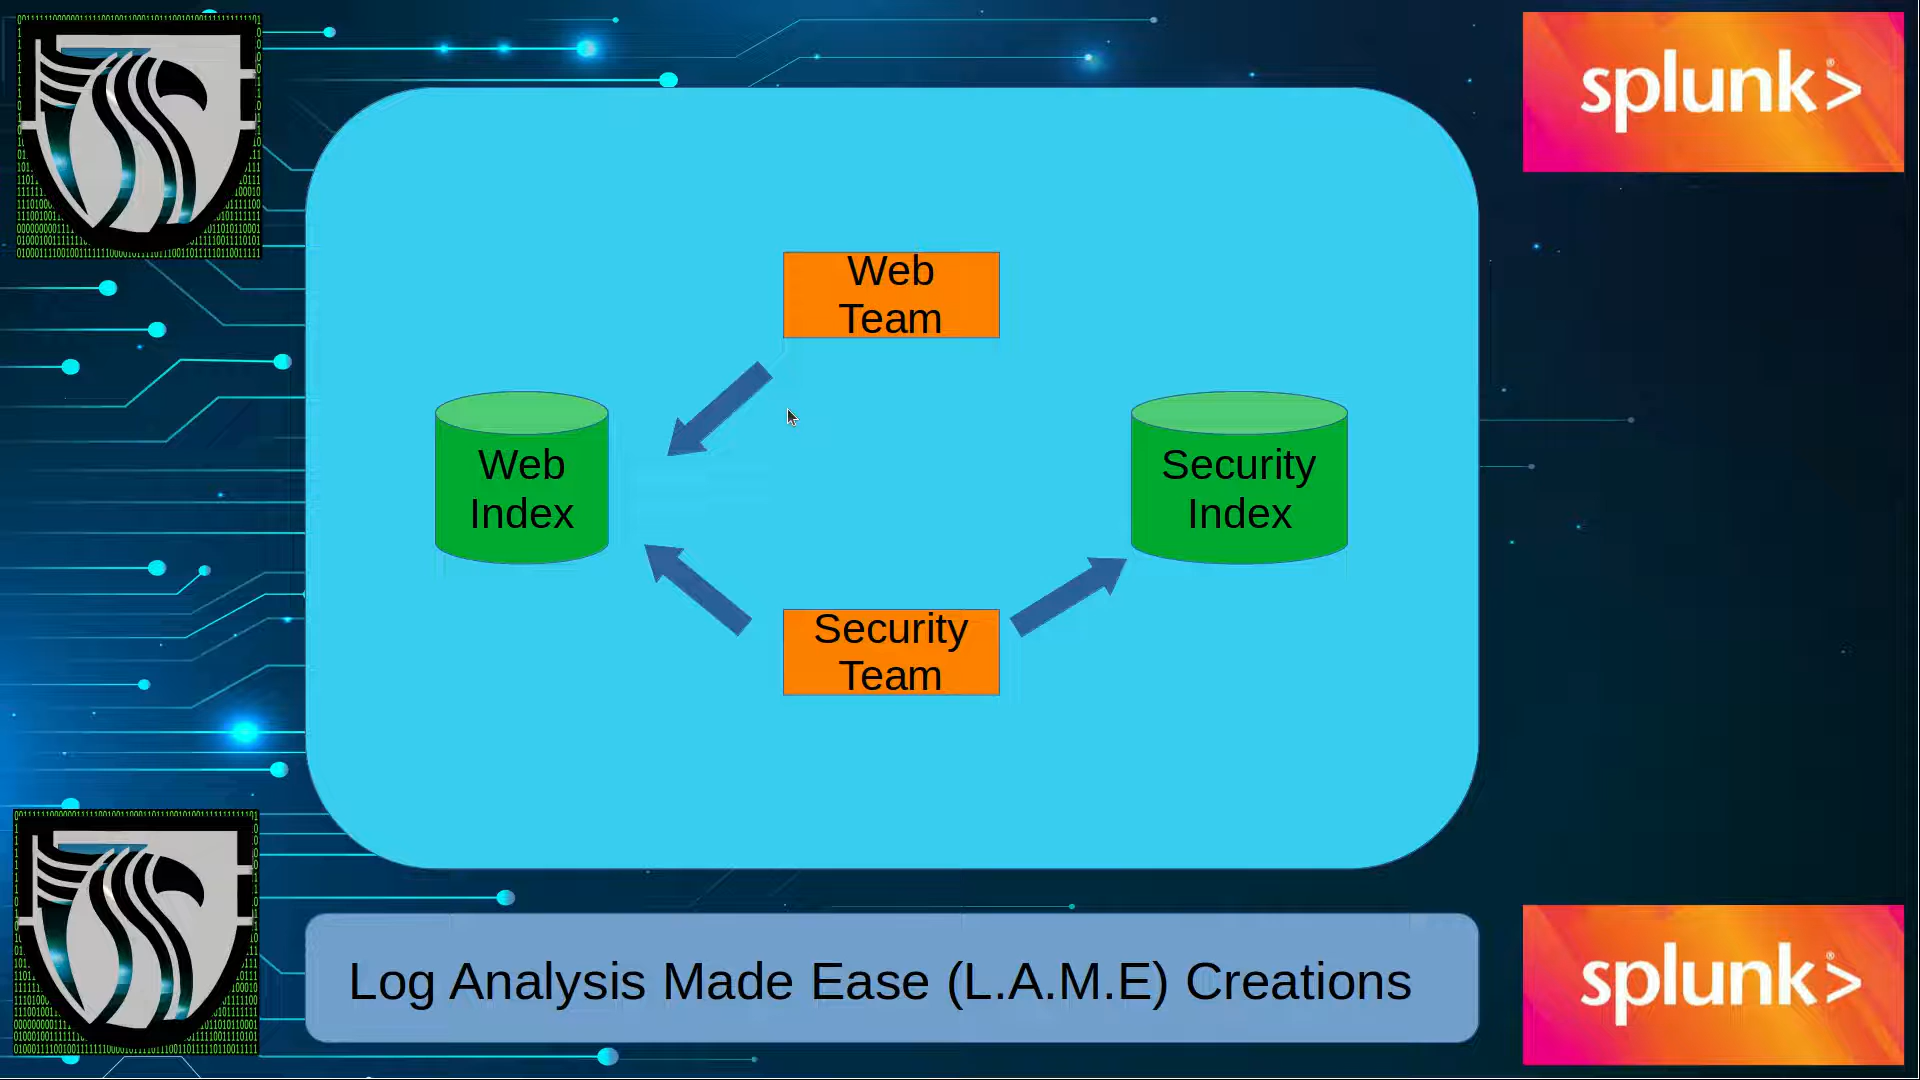 splunk>
Web
Team
Web
Index
Security
Index
Security
Team
Log Analysis Made Ease (L.A.M.E) Creations
splunk>